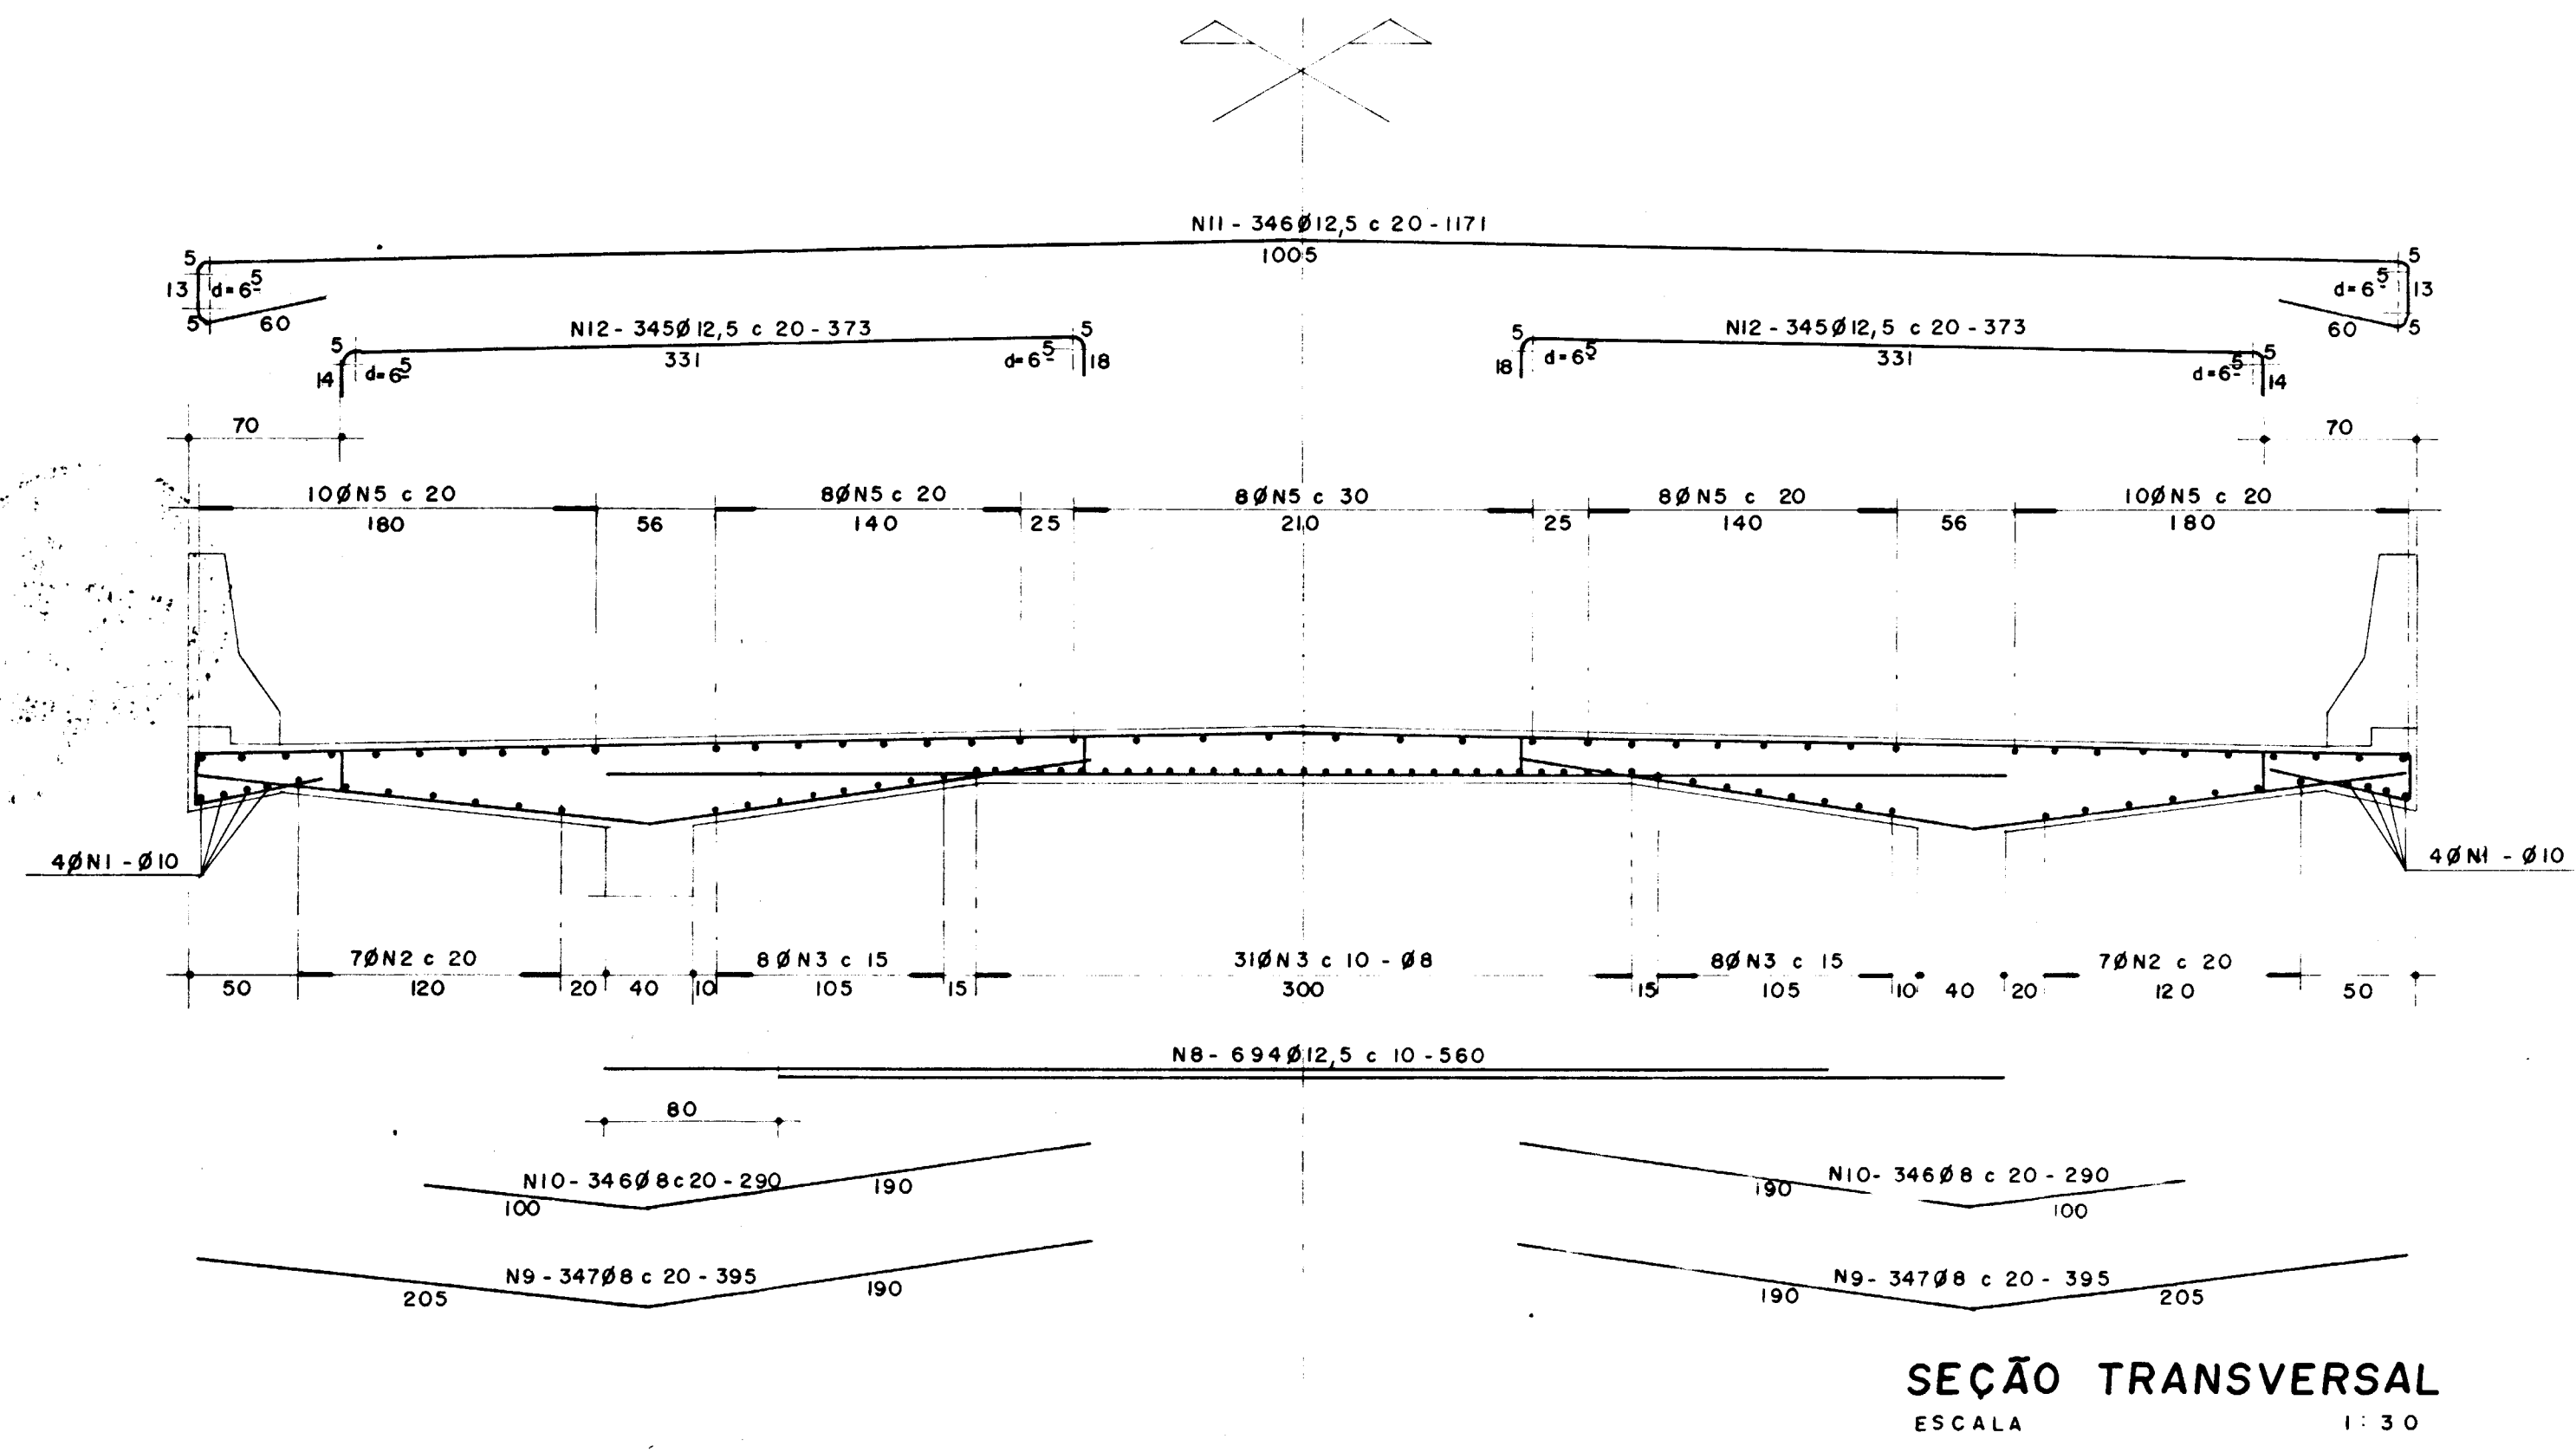 N11 - 346Ø12,5 c 20 - 1171
1005
5 5
13 d=6⁵ d=6⁵ 13
5 60 60 5
N12 - 345Ø12,5 c 20 - 373 N12 - 345Ø12,5 c 20 - 373
5 331 5 5 331 5
14 d=6⁵ d=6⁵ 18 18 d=6⁵ d=6⁵ 14
70 70
10ØN5 c 20 8ØN5 c 20 8ØN5 c 30 8ØN5 c 20 10ØN5 c 20
180 56 140 25 210 25 140 56 180
4ØN1 - Ø10 4ØN1 - Ø10
7ØN2 c 20 8ØN3 c 15 31ØN3 c 10 - Ø8 8ØN3 c 15 7ØN2 c 20
50 120 20 40 10 105 15 300 15 105 10 40 20 120 50
N8 - 694Ø12,5 c 10 - 560
80
N10 - 346Ø8 c 20 - 290 N10 - 346Ø8 c 20 - 290
100 190 190 100
N9 - 347Ø8 c 20 - 395 N9 - 347Ø8 c 20 - 395
205 190 190 205
SEÇÃO TRANSVERSAL
ESCALA 1:30